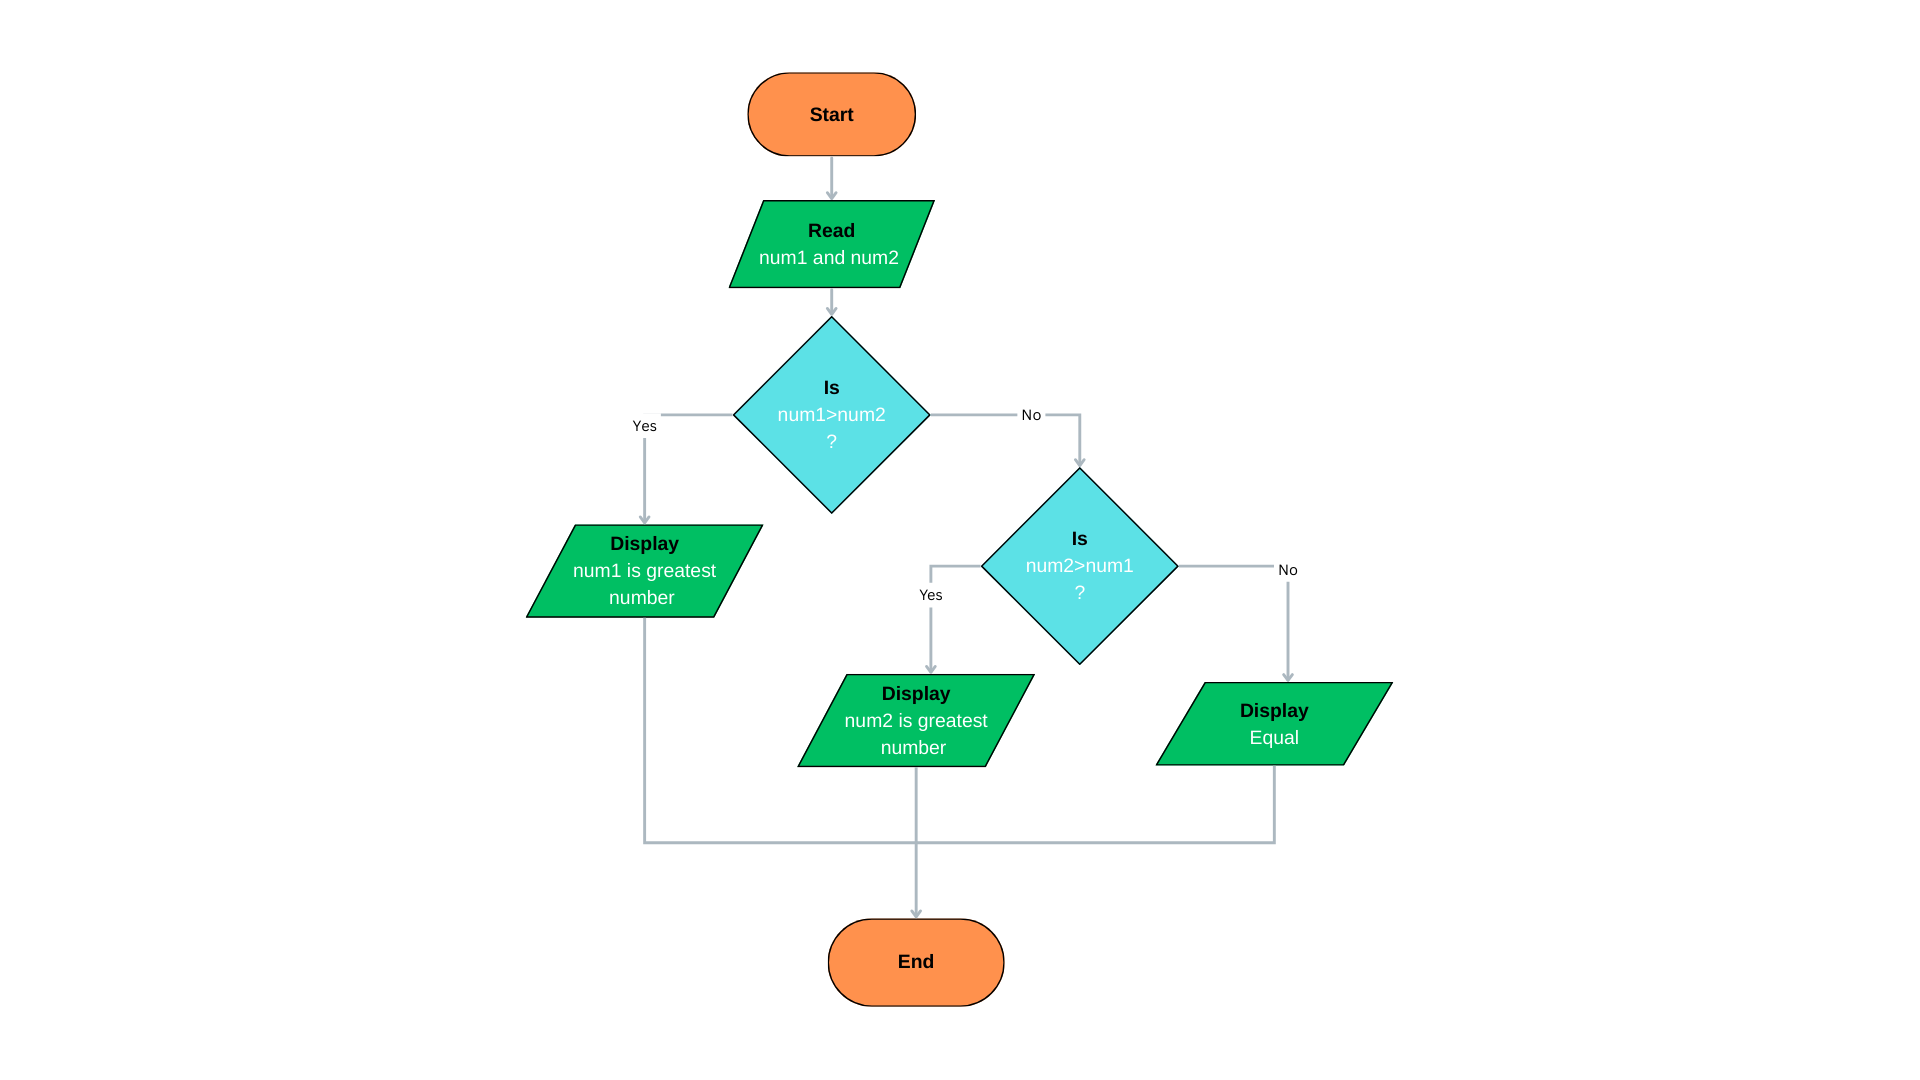 Start
Read
num1 and num2
Is
num1>num2
?
Yes
No
Is
num2>num1
?
Display
num1 is greatest
number
Yes
No
Display
num2 is greatest
number
Display
Equal
End